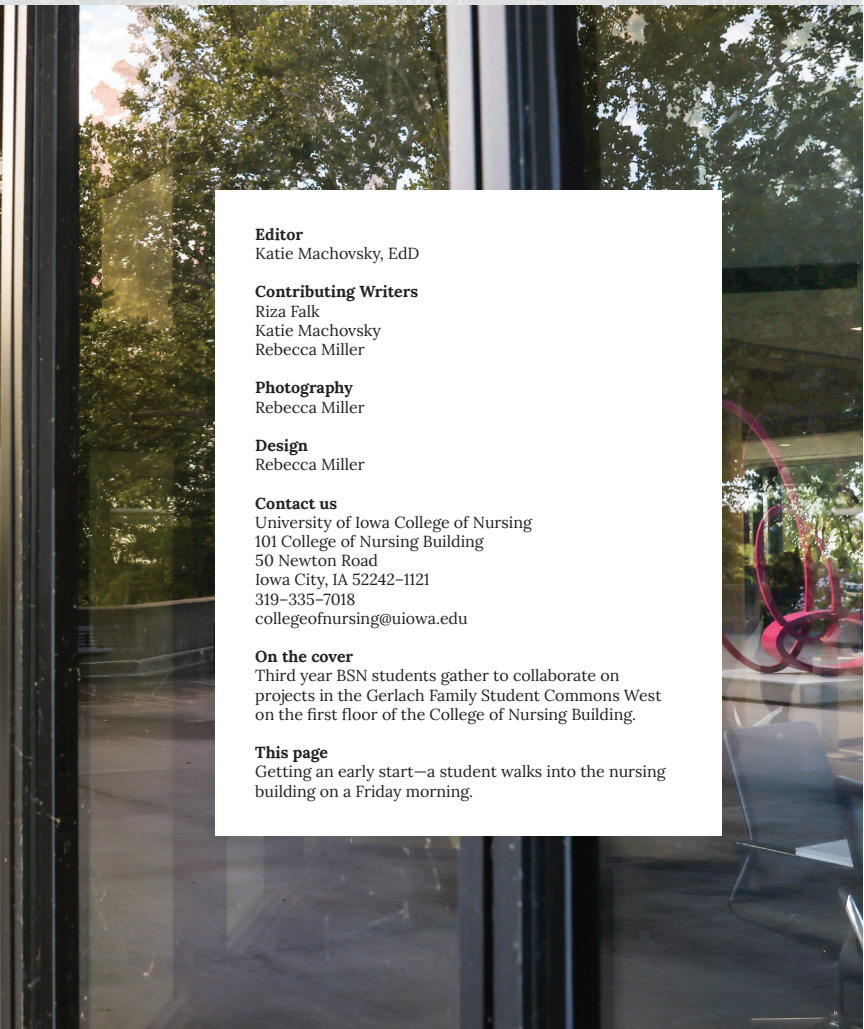 Editor
Katie Machovsky, EdD
Contributing Writers
Riza Falk
Katie Machovsky
Rebecca Miller
Photography
Rebecca Miller
Design
Rebecca Miller
Contact us
University of Iowa College of Nursing
101 College of Nursing Building
50 Newton Road
Iowa City, IA 52242–1121
319–335–7018
collegeofnursing@uiowa.edu
On the cover
Third year BSN students gather to collaborate on
projects in the Gerlach Family Student Commons West
on the first floor of the College of Nursing Building.
This page
Getting an early start—a student walks into the nursing
building on a Friday morning.